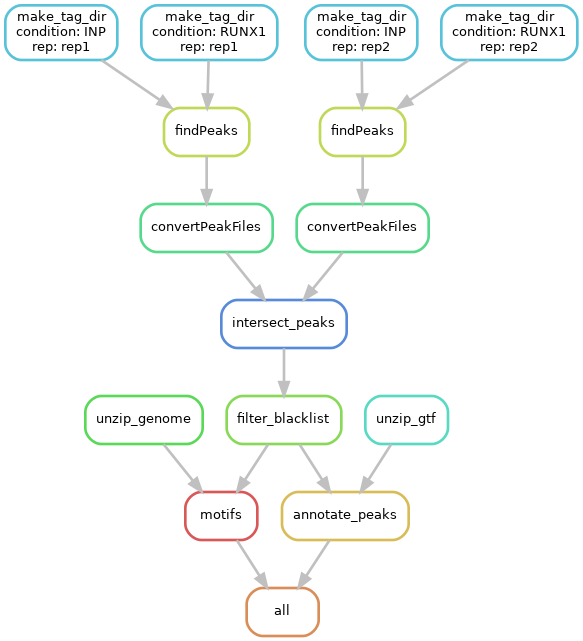 make_tag_dir
condition: INP
rep: rep1
make_tag_dir
condition: RUNX1
rep: rep1
make_tag_dir
condition: INP
rep: rep2
make_tag_dir
condition: RUNX1
rep: rep2
findPeaks
findPeaks
convertPeakFiles
convertPeakFiles
intersect_peaks
unzip_genome
filter_blacklist
unzip_gtf
motifs
annotate_peaks
all